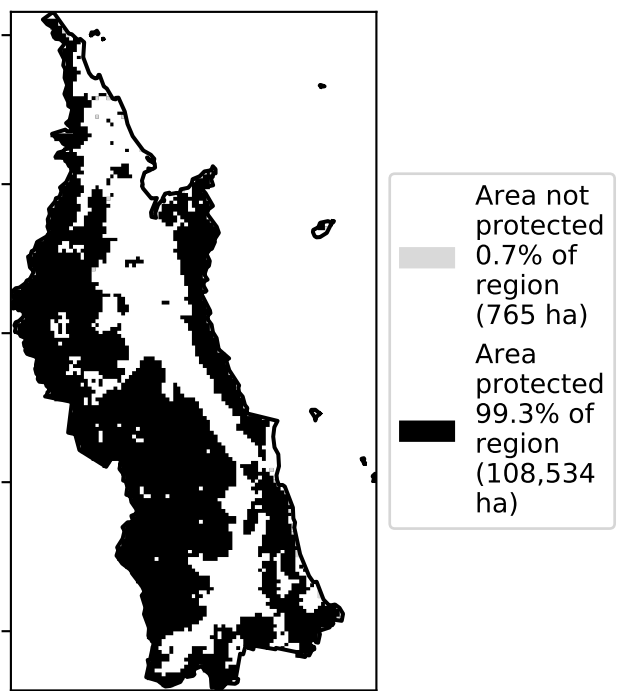 Area not
protected
0.7% of
region
(765 ha)
Area
protected
99.3% of
region
(108,534
ha)